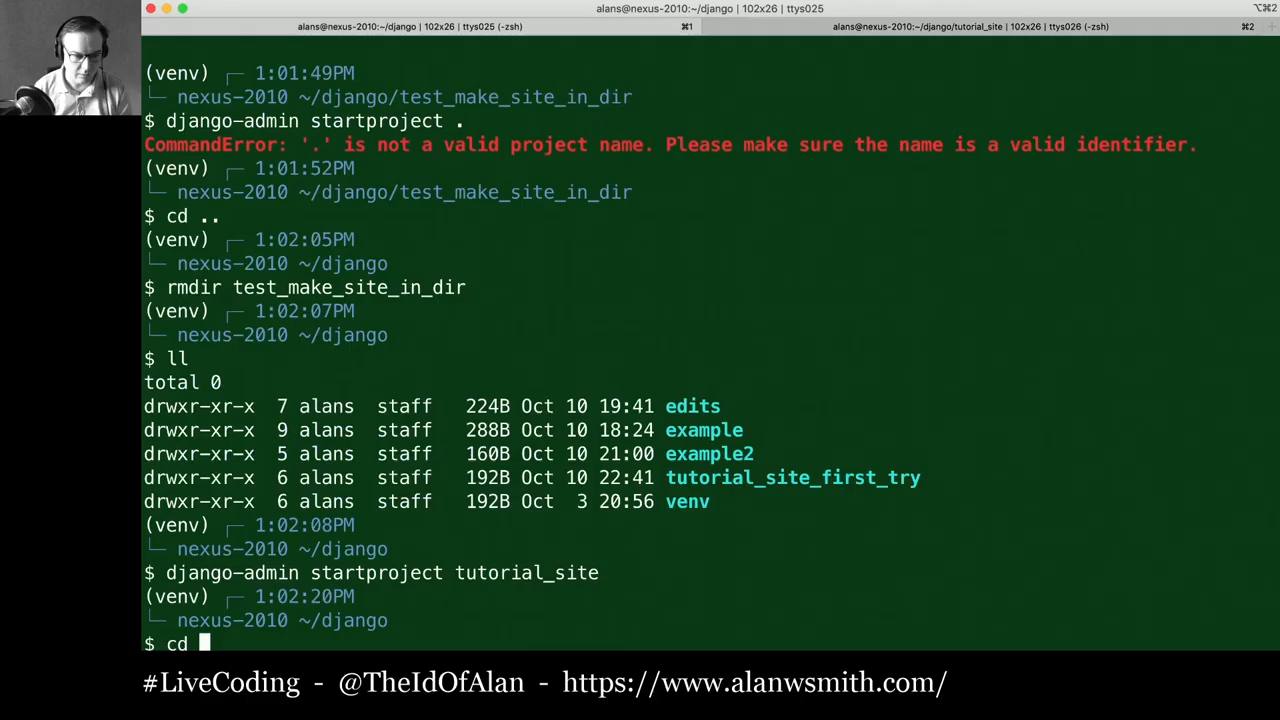 alans@nexus-2010:~/django | 102x26 | ttys025
⌥⌘2
alans@nexus-2010:~/django | 102x26 | ttys025 (-zsh) ⌘1 alans@nexus-2010:~/django/tutorial_site | 102x26 | ttys026 (-zsh) ⌘2 +
(venv) ┌─ 1:01:49PM
└─ nexus-2010 ~/django/test_make_site_in_dir
$ django-admin startproject .
CommandError: '.' is not a valid project name. Please make sure the name is a valid identifier.
(venv) ┌─ 1:01:52PM
└─ nexus-2010 ~/django/test_make_site_in_dir
$ cd ..
(venv) ┌─ 1:02:05PM
└─ nexus-2010 ~/django
$ rmdir test_make_site_in_dir
(venv) ┌─ 1:02:07PM
└─ nexus-2010 ~/django
$ ll
total 0
drwxr-xr-x 7 alans staff 224B Oct 10 19:41 edits
drwxr-xr-x 9 alans staff 288B Oct 10 18:24 example
drwxr-xr-x 5 alans staff 160B Oct 10 21:00 example2
drwxr-xr-x 6 alans staff 192B Oct 10 22:41 tutorial_site_first_try
drwxr-xr-x 6 alans staff 192B Oct 3 20:56 venv
(venv) ┌─ 1:02:08PM
└─ nexus-2010 ~/django
$ django-admin startproject tutorial_site
(venv) ┌─ 1:02:20PM
└─ nexus-2010 ~/django
$ cd
#LiveCoding - @TheIdOfAlan - https://www.alanwsmith.com/